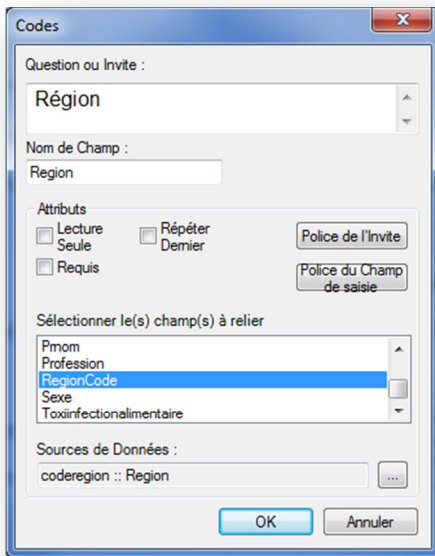 Codes
Question ou Invite :
Région
Nom de Champ :
Region
Attributs
Lecture Seule
Répéter Dernier
Police de l'Invite
Requis
Police du Champ de saisie
Sélectionner le(s) champ(s) à relier
Prnom
Profession
RegionCode
Sexe
Toxiinfectionalimentaire
Sources de Données :
coderegion :: Region
...
OK
Annuler